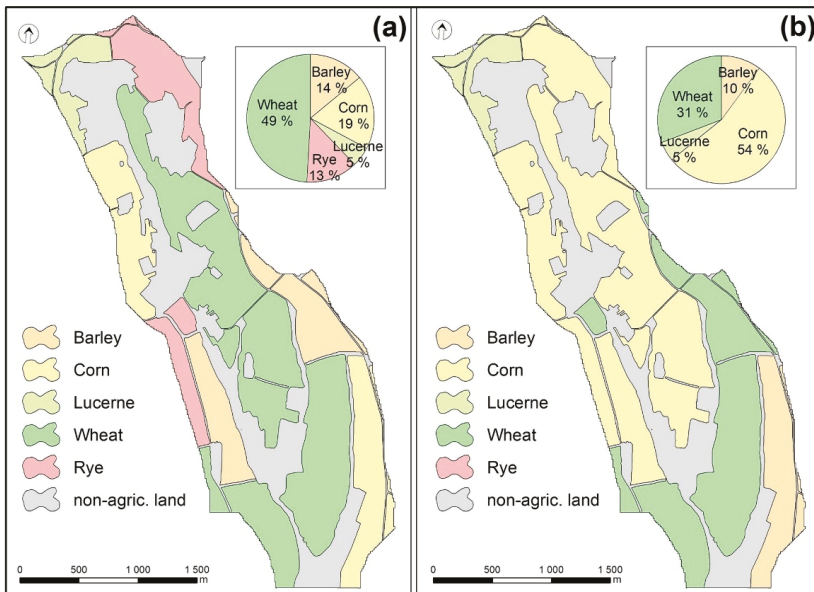 (a)
Barley
14 %
Corn
19 %
Lucerne
5 %
Rye
13 %
Wheat
49 %
Barley
Corn
Lucerne
Wheat
Rye
non-agric. land
0 500 1 000 1 500
m
(b)
Barley
10 %
Corn
54 %
Lucerne
5 %
Wheat
31 %
Barley
Corn
Lucerne
Wheat
Rye
non-agric. land
0 500 1 000 1 500
m